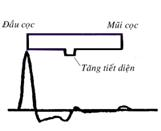 Đầu cọc
Mũi cọc
Tăng tiết diện